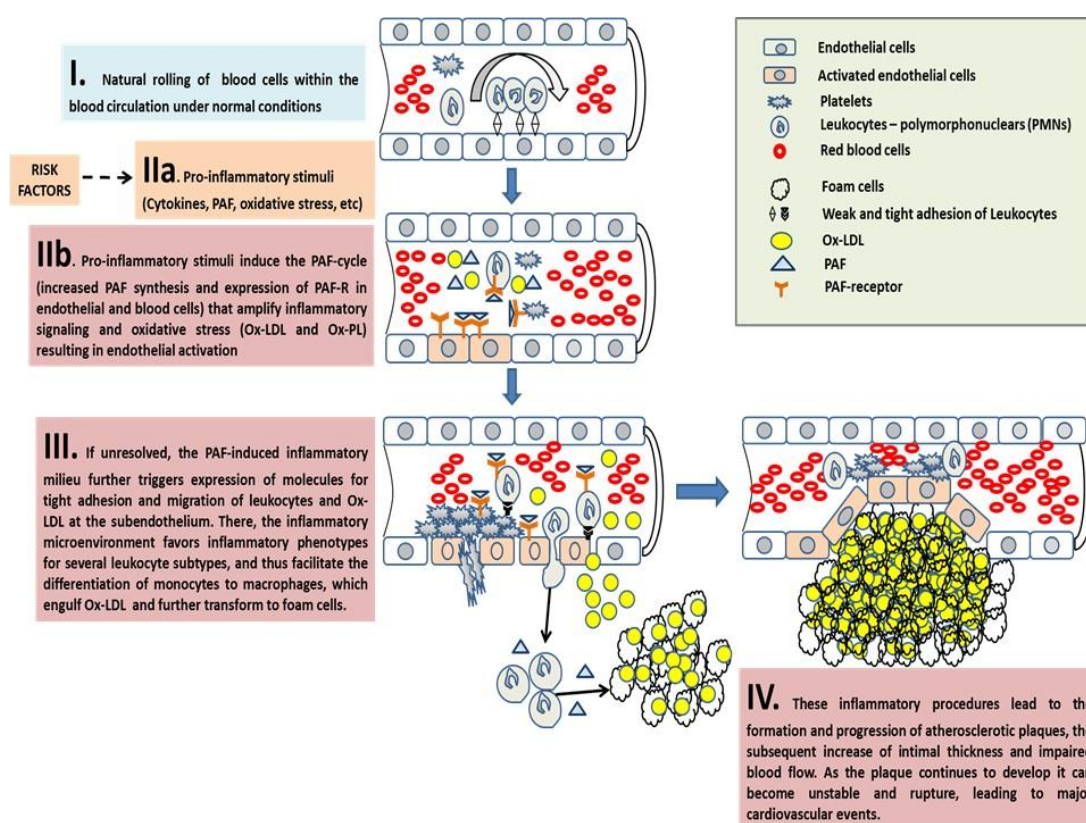 I. Natural rolling of blood cells within the
blood circulation under normal conditions
RISK
FACTORS
IIa. Pro-inflammatory stimuli
(Cytokines, PAF, oxidative stress, etc)
IIb. Pro-inflammatory stimuli induce the PAF-cycle
(increased PAF synthesis and expression of PAF-R in
endothelial and blood cells) that amplify inflammatory
signaling and oxidative stress (Ox-LDL and Ox-PL)
resulting in endothelial activation
III. If unresolved, the PAF-induced inflammatory
milieu further triggers expression of molecules for
tight adhesion and migration of leukocytes and Ox-
LDL at the subendothelium. There, the inflammatory
microenvironment favors inflammatory phenotypes
for several leukocyte subtypes, and thus facilitate the
differentiation of monocytes to macrophages, which
engulf Ox-LDL and further transform to foam cells.
IV. These inflammatory procedures lead to the
formation and progression of atherosclerotic plaques, the
subsequent increase of intimal thickness and impaire
blood flow. As the plaque continues to develop it ca
become unstable and rupture, leading to majo
cardiovascular events.
Endothelial cells
Activated endothelial cells
Platelets
Leukocytes – polymorphonuclears (PMNs)
Red blood cells
Foam cells
Weak and tight adhesion of Leukocytes
Ox-LDL
PAF
PAF-receptor